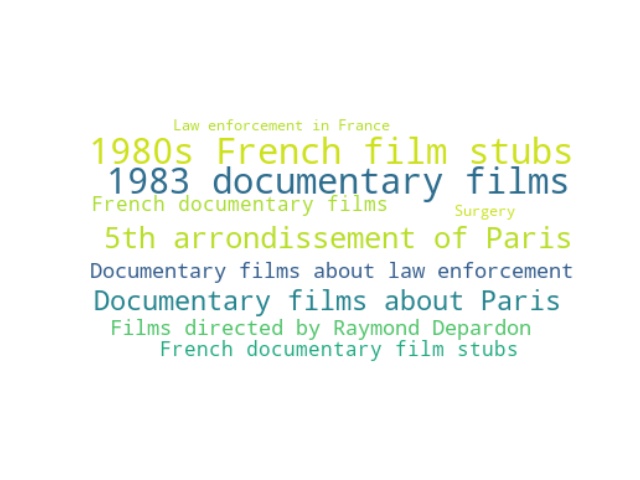 Law enforcement in France
1980s French film stubs
1983 documentary films
French documentary films
Surgery
5th arrondissement of Paris
Documentary films about law enforcement
Documentary films about Paris
Films directed by Raymond Depardon
French documentary film stubs